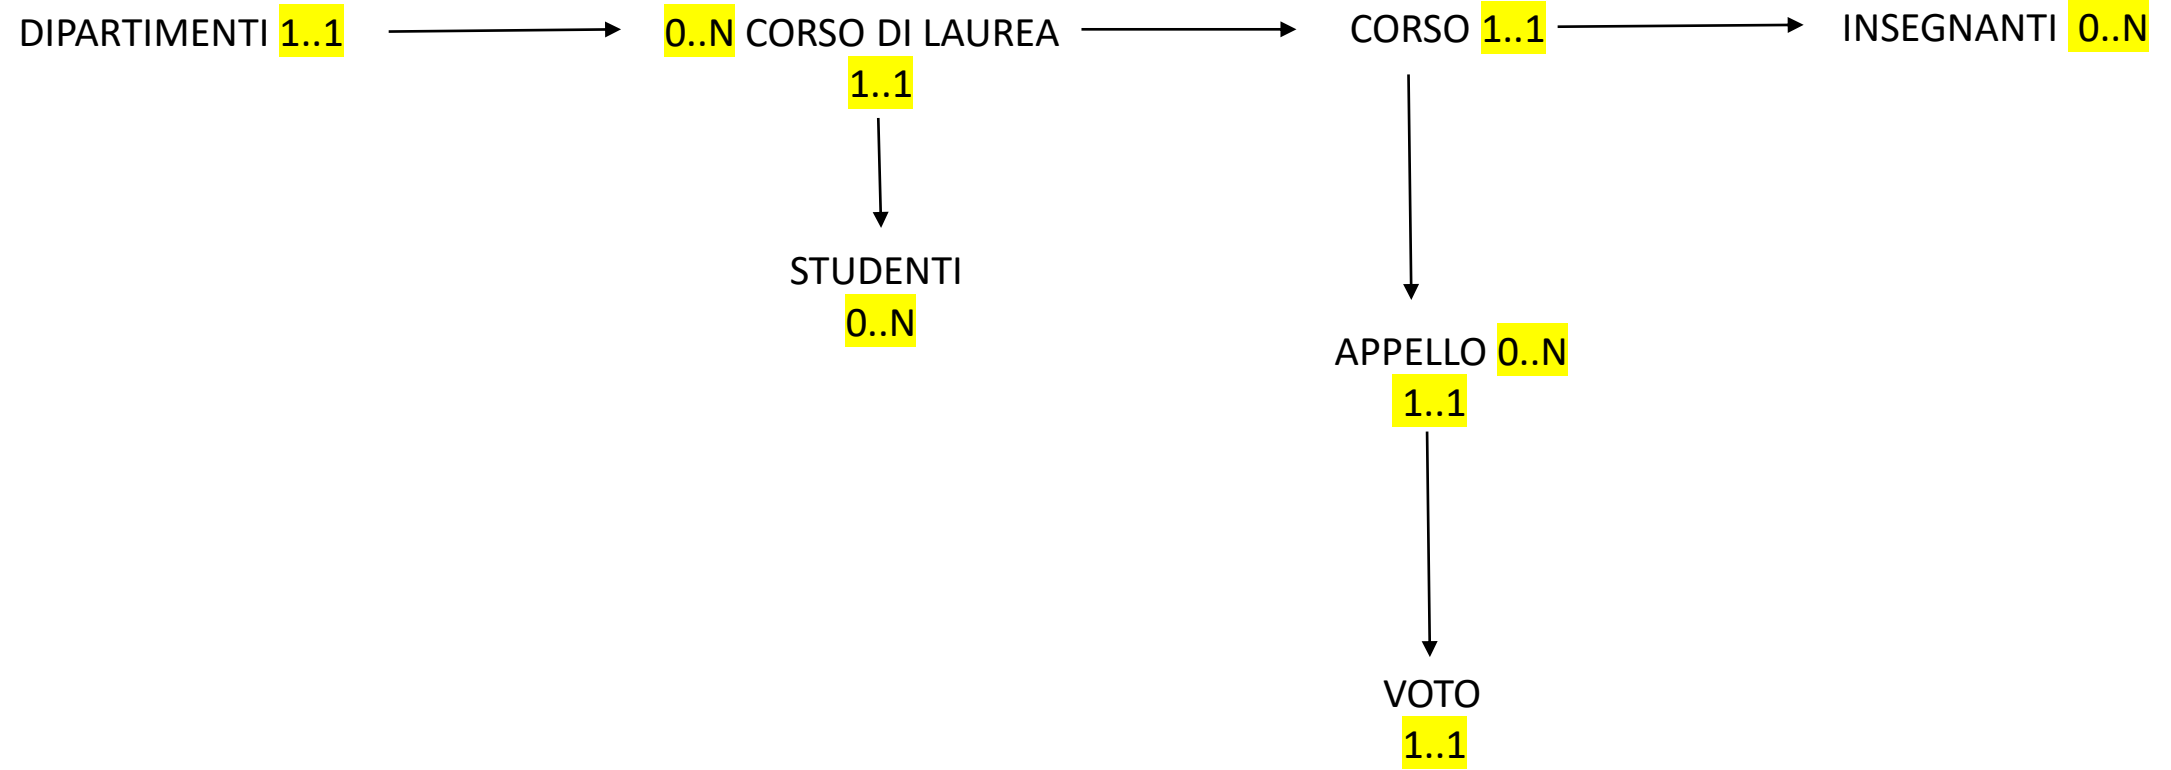 DIPARTIMENTI 1..1
0..N CORSO DI LAUREA
1..1
CORSO 1..1
INSEGNANTI 0..N
STUDENTI
0..N
APPELLO 0..N
1..1
VOTO
1..1